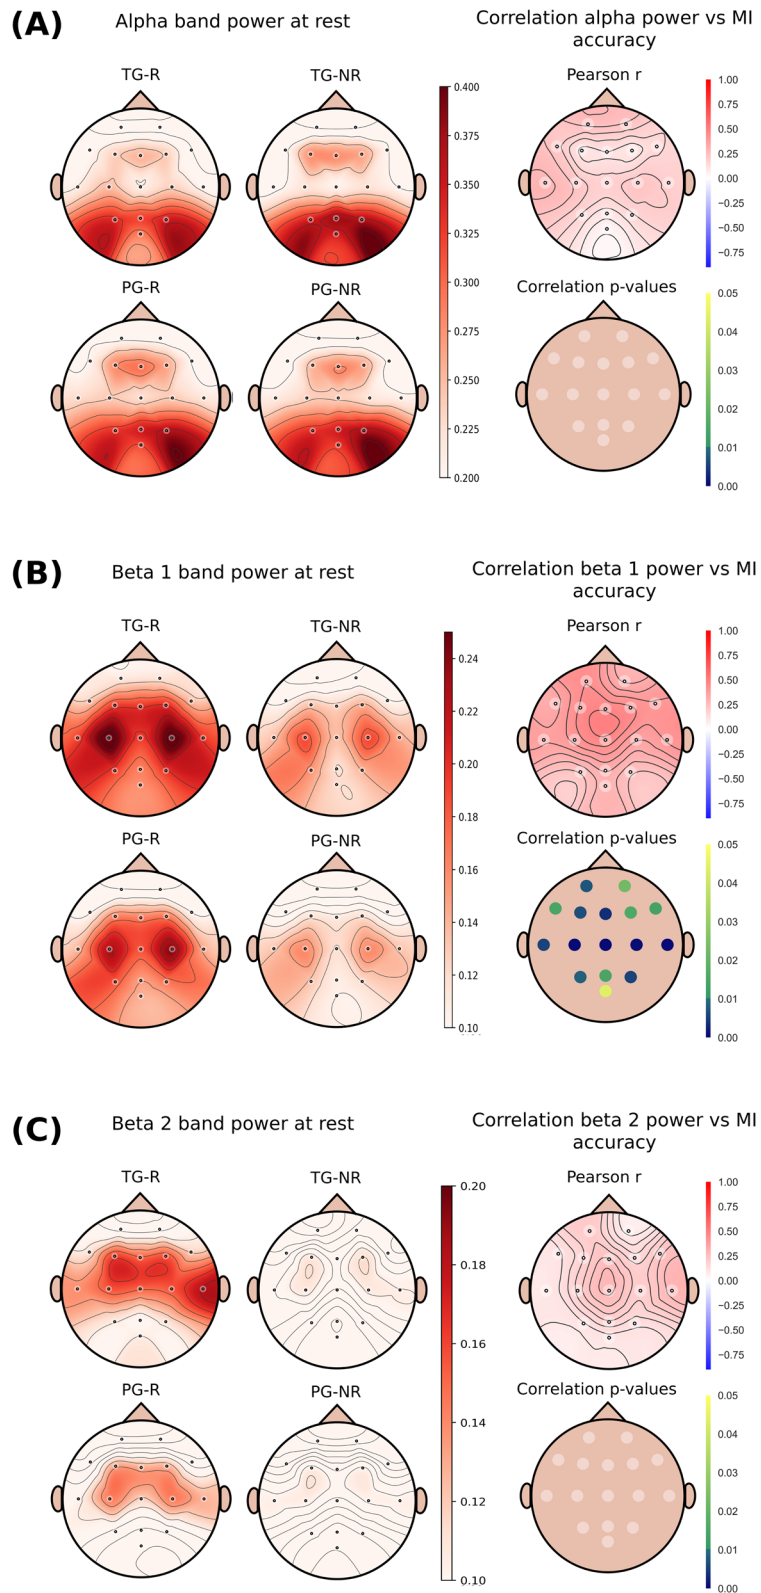 (A)
Alpha band power at rest
Correlation alpha power vs MI
accuracy
TG-R
TG-NR
Pearson r
0.400
0.375
0.350
0.325
0.300
0.275
0.250
0.225
0.200
1.00
0.75
0.50
0.25
0.00
−0.25
−0.50
−0.75
PG-R
PG-NR
Correlation p-values
0.05
0.04
0.03
0.02
0.01
0.00
(B)
Beta 1 band power at rest
Correlation beta 1 power vs MI
accuracy
TG-R
TG-NR
Pearson r
0.24
0.22
0.20
0.18
0.16
0.14
0.12
0.10
1.00
0.75
0.50
0.25
0.00
−0.25
−0.50
−0.75
PG-R
PG-NR
Correlation p-values
0.05
0.04
0.03
0.02
0.01
0.00
(C)
Beta 2 band power at rest
Correlation beta 2 power vs MI
accuracy
TG-R
TG-NR
Pearson r
0.20
0.18
0.16
0.14
0.12
0.10
1.00
0.75
0.50
0.25
0.00
−0.25
−0.50
−0.75
PG-R
PG-NR
Correlation p-values
0.05
0.04
0.03
0.02
0.01
0.00